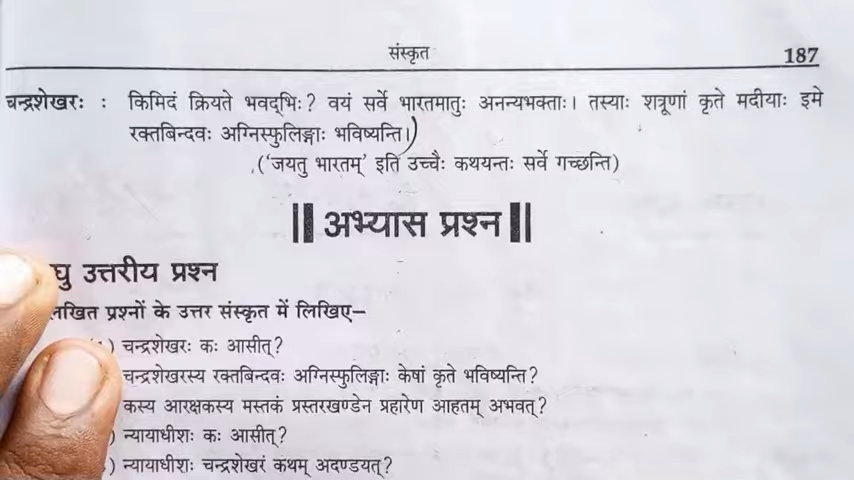 संस्कृत 187
चन्द्रशेखरः : किमिदं क्रियते भवद्भिः? वयं सर्वे भारतमातुः अनन्यभक्ताः। तस्याः शत्रूणां कृते मदीयाः इमे
रक्तबिन्दवः अग्निस्फुलिङ्गाः भविष्यन्ति।)
('जयतु भारतम्' इति उच्चैः कथयन्तः सर्वे गच्छन्ति)
अभ्यास प्रश्न
घु उत्तरीय प्रश्न
लखित प्रश्नों के उत्तर संस्कृत में लिखिए–
) चन्द्रशेखरः कः आसीत्?
चन्द्रशेखरस्य रक्तबिन्दवः अग्निस्फुलिङ्गाः केषां कृते भविष्यन्ति?
कस्य आरक्षकस्य मस्तकं प्रस्तरखण्डेन प्रहारेण आहतम् अभवत्?
) न्यायाधीशः कः आसीत्?
) न्यायाधीशः चन्द्रशेखरं कथम् अदण्डयत्?